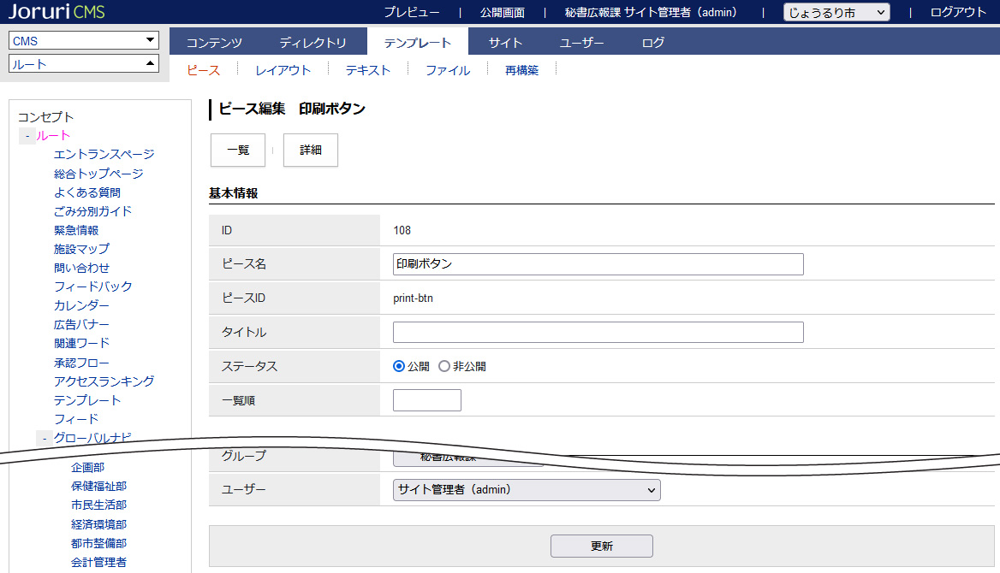 Joruri CMS
プレビュー | 公開画面 | 秘書広報課 サイト管理者（admin） | じょうるり市 | ログアウト
CMS
ルート
コンテンツ ディレクトリ テンプレート サイト ユーザー ログ
ピース レイアウト テキスト ファイル 再構築
コンセプト
- ルート
エントランスページ
総合トップページ
よくある質問
ごみ分別ガイド
緊急情報
施設マップ
問い合わせ
フィードバック
カレンダー
広告バナー
関連ワード
承認フロー
アクセスランキング
テンプレート
フィード
- グローバルナビ
企画部
保健福祉部
市民生活部
経済環境部
都市整備部
会計管理者
ピース編集　印刷ボタン
一覧 詳細
基本情報
ID 108
ピース名 印刷ボタン
ピースID print-btn
タイトル
ステータス 公開 非公開
一覧順
グループ 秘書広報課
ユーザー サイト管理者（admin）
更新